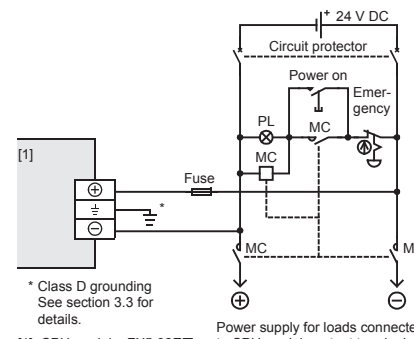 + 24 V DC
Circuit protector
Power on
Emer-
gency
PL
MC
MC
[1]
Fuse
*
MC
* Class D grounding
See section 3.3 for
details.
Power supply for loads connecte